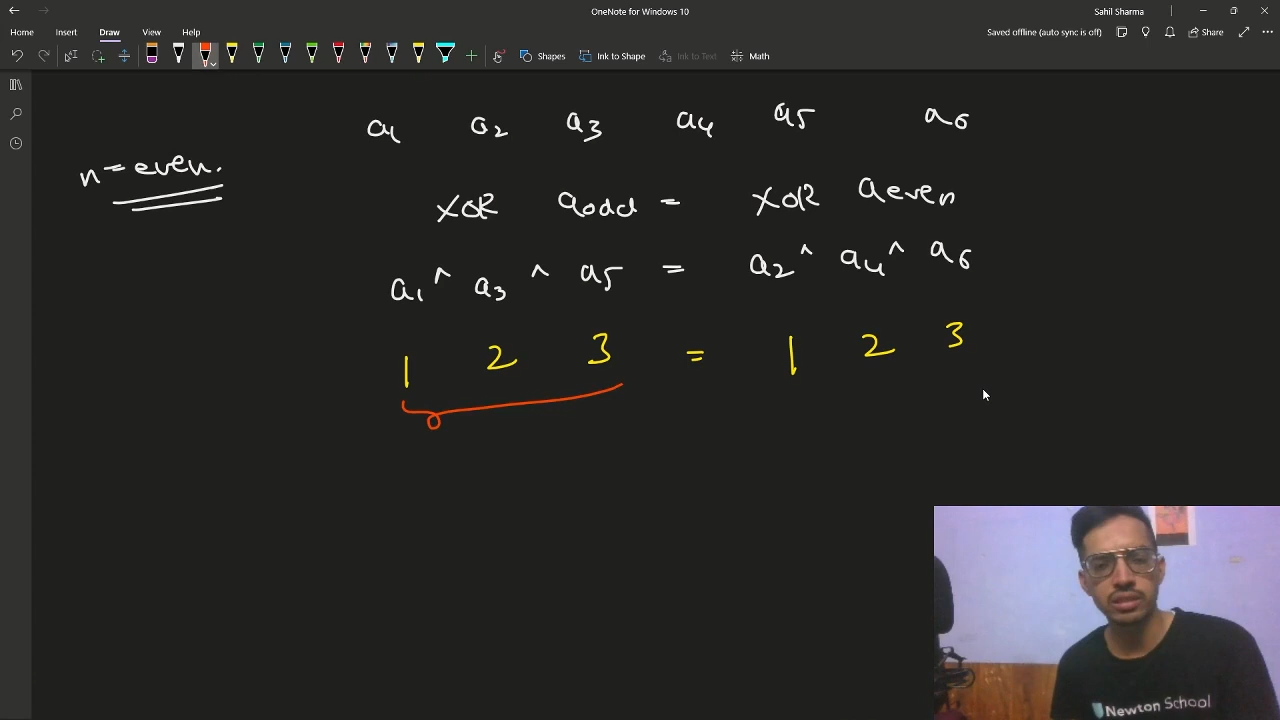 OneNote for Windows 10
Sahil Sharma
Home Insert Draw View Help
Saved offline (auto sync is off)
Share
Shapes Ink to Shape Ink to Text Math
a1 a2 a3 a4 a5 a6
n = even.
XOR aodd = XOR aeven
a1 ^ a3 ^ a5 = a2 ^ a4 ^ a6
1 2 3 = 1 2 3
0
Newton School